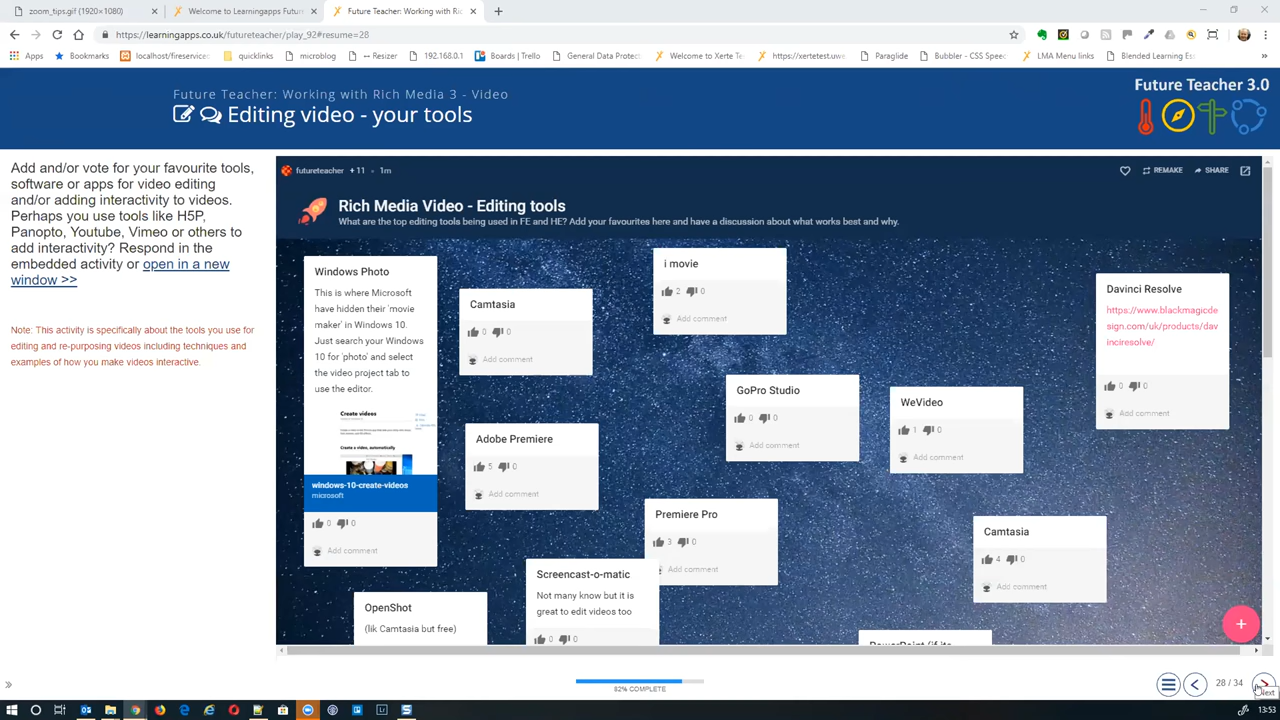 zoom_tips.gif (1920×1080)
Welcome to Learningapps Futur
Future Teacher: Working with Ric
https://learningapps.co.uk/futureteacher/play_92#resume=28
Apps
Bookmarks
localhost/fireservicec
quicklinks
microblog
↔ Resizer
192.168.0.1
Boards | Trello
General Data Protect
Welcome to Xerte Te
https://xertetest.uwe
Paraglide
Bubbler - CSS Speec
LMA Menu links
Blended Learning Ess
»
Future Teacher: Working with Rich Media 3 - Video
Editing video - your tools
Future Teacher 3.0
Add and/or vote for your favourite tools,
software or apps for video editing
and/or adding interactivity to videos.
Perhaps you use tools like H5P,
Panopto, Youtube, Vimeo or others to
add interactivity? Respond in the
embedded activity or open in a new
window >>
Note: This activity is specifically about the tools you use for
editing and re-purposing videos including techniques and
examples of how you make videos interactive.
futureteacher +11 • 1m
REMAKE
SHARE
Rich Media Video - Editing tools
What are the top editing tools being used in FE and HE? Add your favourites here and have a discussion about what works best and why.
Windows Photo
This is where Microsoft
have hidden their 'movie
maker' in Windows 10.
Just search your Windows
10 for 'photo' and select
the video project tab to
use the editor.
Create videos
Create a video, automatically
windows-10-create-videos
microsoft
0 0
Add comment
Camtasia
0 0
Add comment
i movie
2 0
Add comment
Davinci Resolve
https://www.blackmagicde
sign.com/uk/products/dav
inciresolve/
0 0
Add comment
GoPro Studio
0 0
Add comment
WeVideo
1 0
Add comment
Adobe Premiere
5 0
Add comment
Premiere Pro
3 0
Add comment
Camtasia
4 0
Add comment
Screencast-o-matic
Not many know but it is
great to edit videos too
0 0
OpenShot
(lik Camtasia but free)
PowerPoint (if its
+
82% COMPLETE
28 / 34
Next
13:53